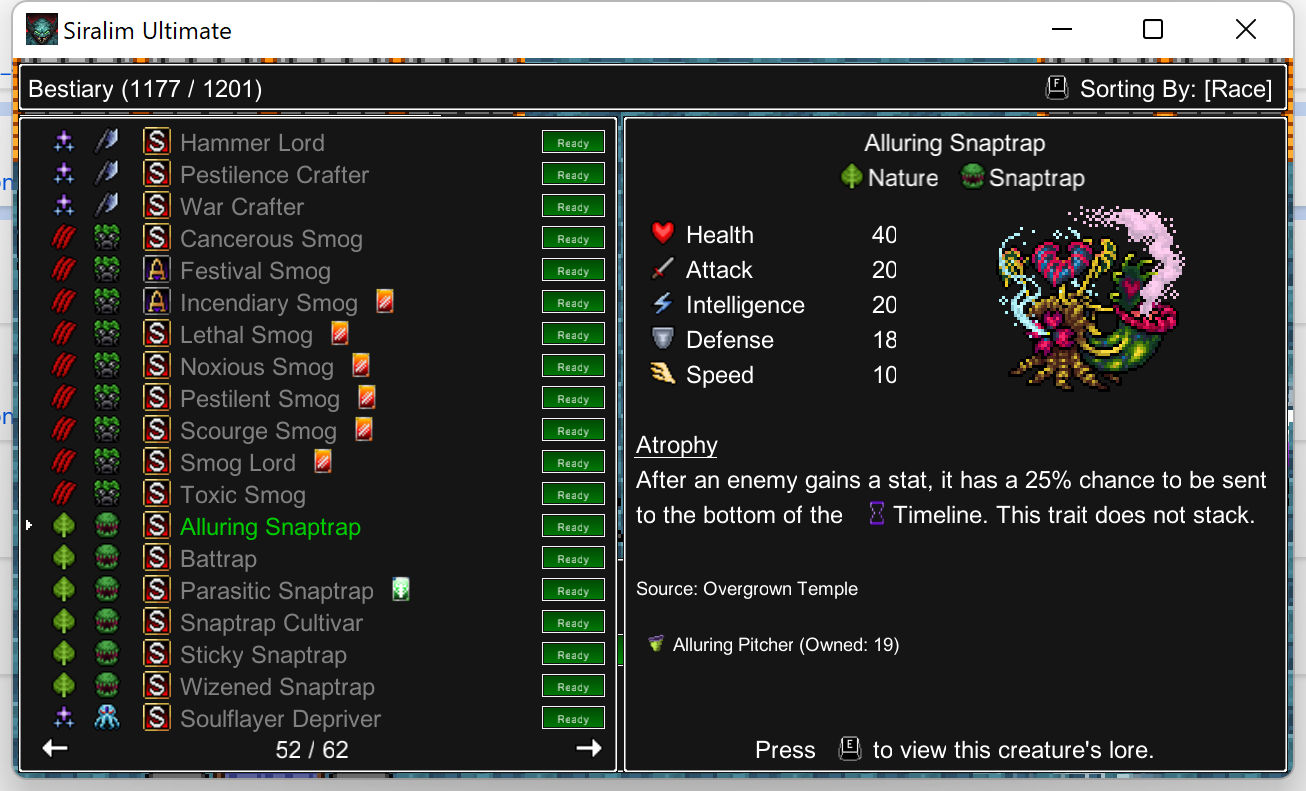 Siralim Ultimate
Bestiary (1177 / 1201)
F Sorting By: [Race]
S Hammer Lord Ready
S Pestilence Crafter Ready
S War Crafter Ready
S Cancerous Smog Ready
A Festival Smog Ready
A Incendiary Smog Ready
S Lethal Smog Ready
S Noxious Smog Ready
S Pestilent Smog Ready
S Scourge Smog Ready
S Smog Lord Ready
S Toxic Smog Ready
S Alluring Snaptrap Ready
S Battrap Ready
S Parasitic Snaptrap Ready
S Snaptrap Cultivar Ready
S Sticky Snaptrap Ready
S Wizened Snaptrap Ready
S Soulflayer Depriver Ready
52 / 62
Alluring Snaptrap
Nature Snaptrap
Health 40
Attack 20
Intelligence 20
Defense 18
Speed 10
Atrophy
After an enemy gains a stat, it has a 25% chance to be sent
to the bottom of the Timeline. This trait does not stack.
Source: Overgrown Temple
Alluring Pitcher (Owned: 19)
Press E to view this creature's lore.